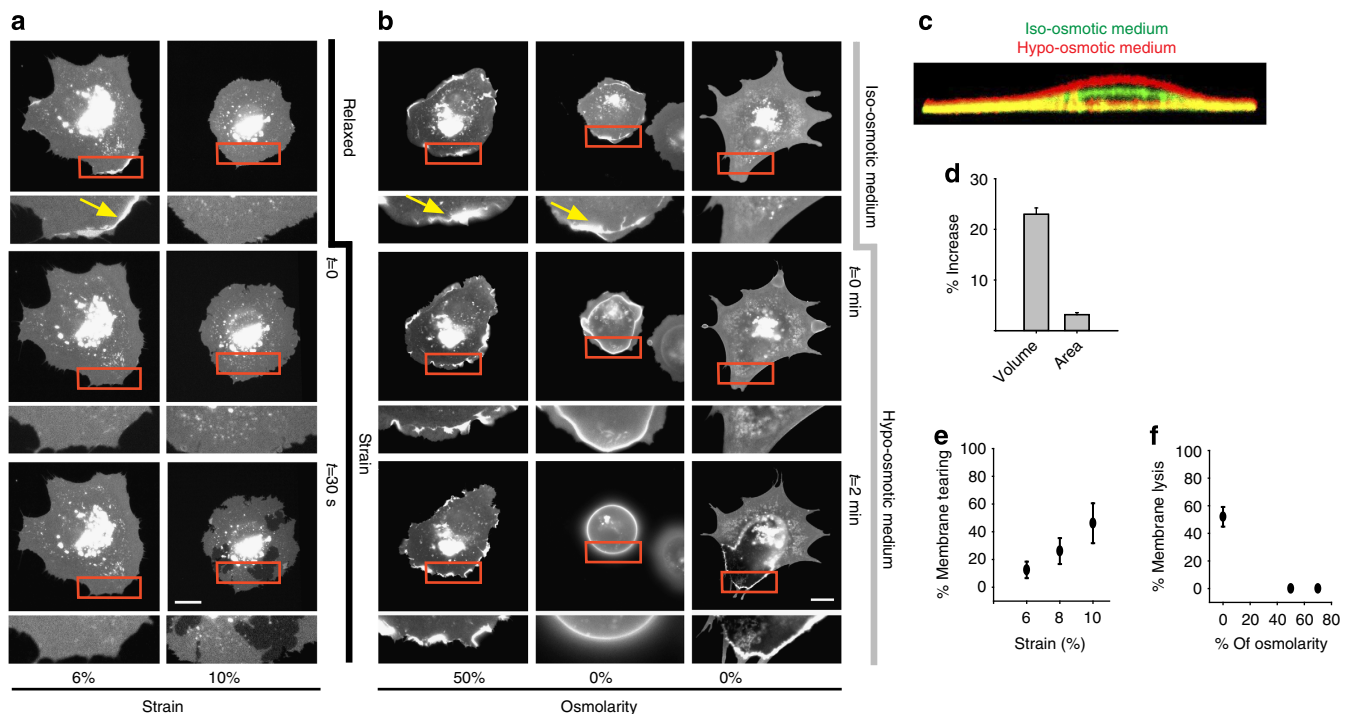 a
Relaxed
t=0
t=30 s
Strain
6%
10%
Strain
b
Iso-osmotic medium
t=0 min
t=2 min
Hypo-osmotic medium
50%
0%
0%
Osmolarity
c
Iso-osmotic medium
Hypo-osmotic medium
d
% Increase
30
20
10
Volume
Area
e
% Membrane tearing
100
80
60
40
20
0
6
8
10
Strain (%)
f
% Membrane lysis
100
80
60
40
20
0
0
20
40
60
80
% Of osmolarity